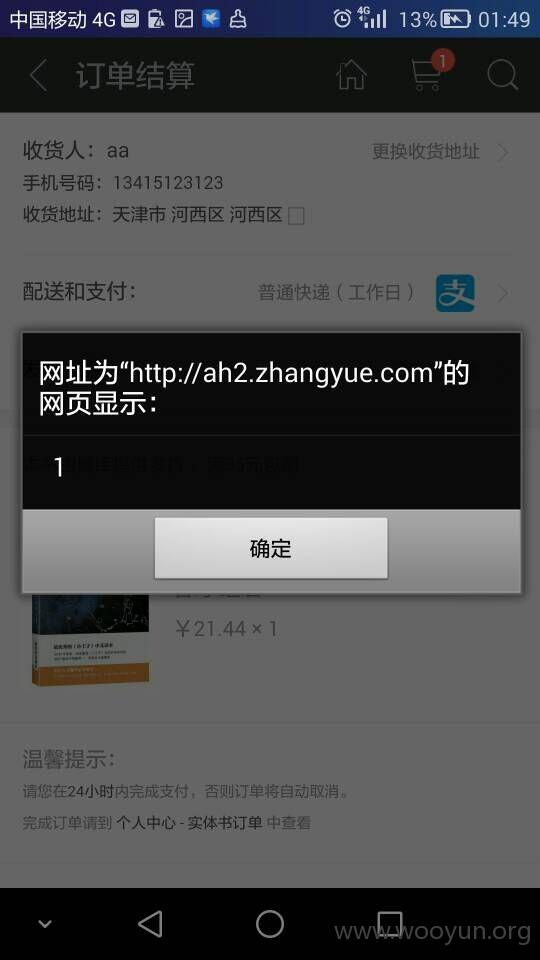 中国移动 4G
4G 13% 01:49
订单结算
1
收货人：aa
更换收货地址
手机号码：13415123123
收货地址：天津市 河西区 河西区
配送和支付：
普通快递（工作日）
支
网址为“http://ah2.zhangyue.com”的
网页显示：
1
确定
￥21.44 × 1
温馨提示：
请您在24小时内完成支付，否则订单将自动取消。
完成订单请到 个人中心 - 实体书订单 中查看
www.wooyun.org